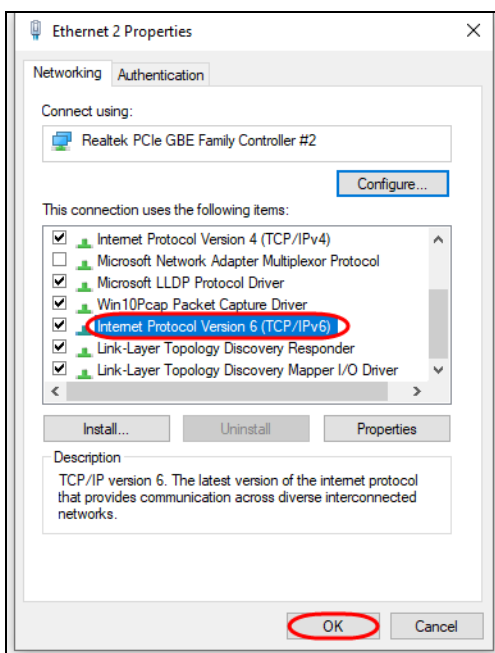 Ethernet 2 Properties
Networking Authentication
Connect using:
Realtek PCIe GBE Family Controller #2
Configure...
This connection uses the following items:
Internet Protocol Version 4 (TCP/IPv4)
Microsoft Network Adapter Multiplexor Protocol
Microsoft LLDP Protocol Driver
Win10Pcap Packet Capture Driver
Internet Protocol Version 6 (TCP/IPv6)
Link-Layer Topology Discovery Responder
Link-Layer Topology Discovery Mapper I/O Driver
Install... Uninstall Properties
Description
TCP/IP version 6. The latest version of the internet protocol
that provides communication across diverse interconnected
networks.
OK Cancel